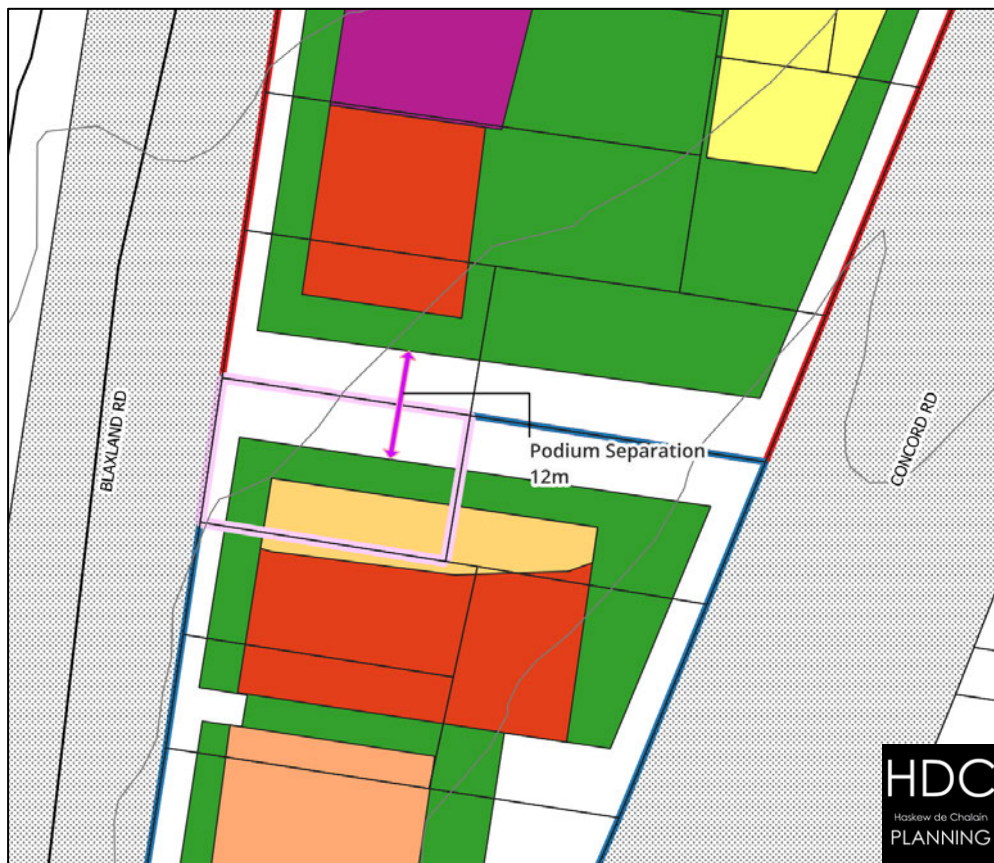 BLAXLAND RD
CONCORD RD
Podium Separation
12m
HDC
Haskew de Chalain
PLANNING